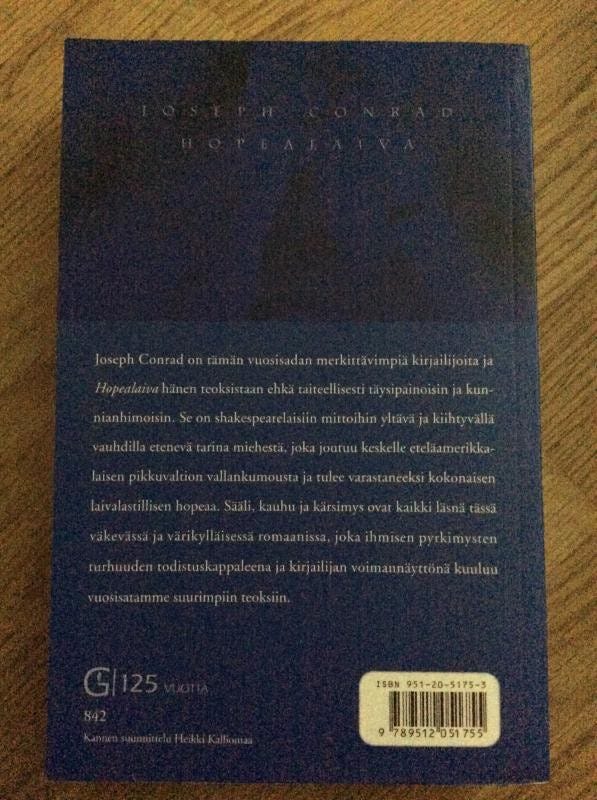 JOSEPH CONRAD
HOPEALAIVA
Joseph Conrad on tämän vuosisadan merkittävimpiä kirjailijoita ja
Hopealaiva hänen teoksistaan ehkä taiteellisesti täysipainoisin ja kun-
nianhimoisin. Se on shakespearelaisiin mittoihin yltävä ja kiihtyvällä
vauhdilla etenevä tarina miehestä, joka joutuu keskelle eteläamerikka-
laisen pikkuvaltion vallankumousta ja tulee varastaneeksi kokonaisen
laivalastillisen hopeaa. Sääli, kauhu ja kärsimys ovat kaikki läsnä tässä
väkevässä ja värikylläisessä romaanissa, joka ihmisen pyrkimysten
turhuuden todistuskappaleena ja kirjailijan voimannäyttönä kuuluu
vuosisatamme suurimpiin teoksiin.
G 125 VUOTTA
842
Kannen suunnittelu Heikki Kalliomaa
ISBN 951-20-5175-3
9 789512 051755